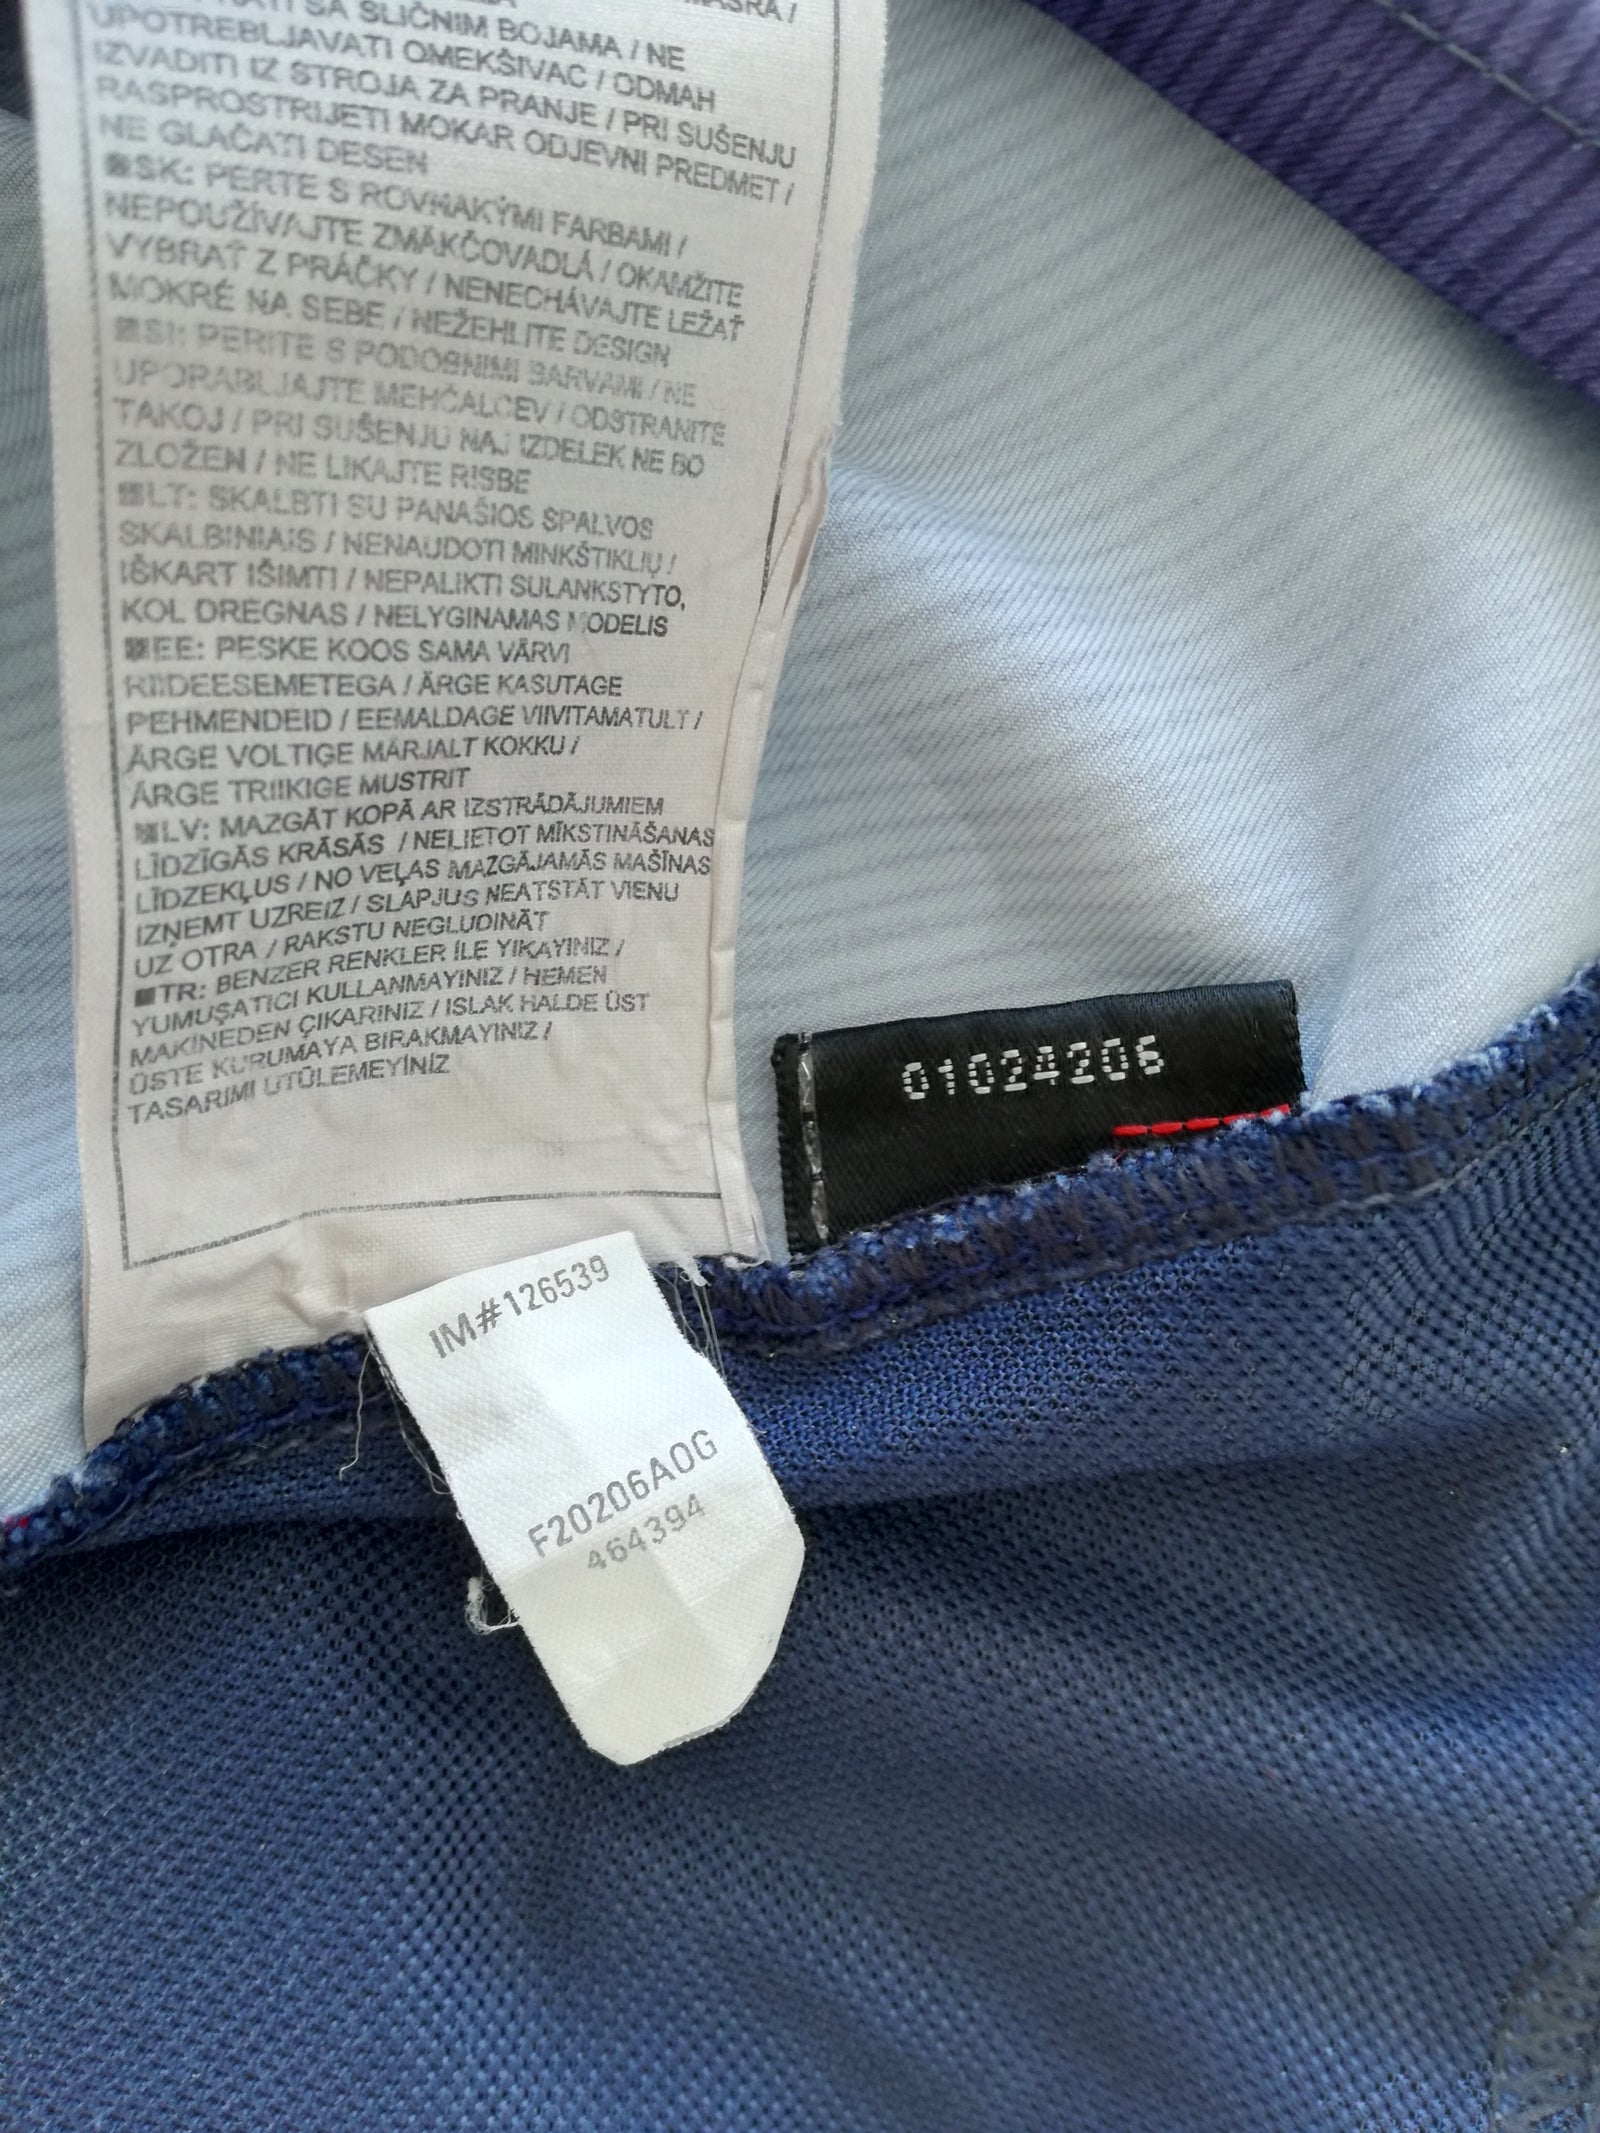 SA SLIČNIM BOJAMA / NE
UPOTREBLJAVATI OMEKŠIVAC / ODMAH
IZVADITI IZ STROJA ZA PRANJE / PRI SUŠENJU
RASPROSTRIJETI MOKAR ODJEVNI PREDMET /
NE GLAČATI DESEN
SK: PERTE S ROVNAKÝMI FARBAMI /
NEPOUŽÍVAJTE ZMÄKČOVADLÁ / OKAMŽITE
VYBRAŤ Z PRÁČKY / NENECHÁVAJTE LEŽAŤ
MOKRÉ NA SEBE / NEŽEHLITE DESIGN
SI: PERITE S PODOBNIMI BARVAMI / NE
UPORABLJAJTE MEHČALCEV / ODSTRANITE
TAKOJ / PRI SUŠENJU NAJ IZDELEK NE BO
ZLOŽEN / NE LIKAJTE RISBE
LT: SKALBTI SU PANAŠIOS SPALVOS
SKALBINIAIS / NENAUDOTI MINKŠTIKLIŲ /
IŠKART IŠIMTI / NEPALIKTI SULANKSTYTO,
KOL DRĖGNAS / NELYGINAMAS MODELIS
EE: PESKE KOOS SAMA VÄRVI
RIIDEESEMETEGA / ÄRGE KASUTAGE
PEHMENDEID / EEMALDAGE VIIVITAMATULT /
ÄRGE VOLTIGE MÄRJALT KOKKU /
ÄRGE TRIIKIGE MUSTRIT
LV: MAZGĀT KOPĀ AR IZSTRĀDĀJUMIEM
LĪDZĪGĀS KRĀSĀS / NELIETOT MĪKSTINĀŠANAS
LĪDZEKĻUS / NO VEĻAS MAZGĀJAMĀS MAŠĪNAS
IZŅEMT UZREIZ / SLAPJUS NEATSTĀT VIENU
UZ OTRA / RAKSTU NEGLUDINĀT
TR: BENZER RENKLER İLE YIKAYINIZ /
YUMUŞATICI KULLANMAYINIZ / HEMEN
MAKİNEDEN ÇIKARINIZ / ISLAK HALDE ÜST
ÜSTE KURUMAYA BIRAKMAYINIZ /
TASARIMI ÜTÜLEMEYİNİZ
01024206
IM#126539
F20206AOG
464394